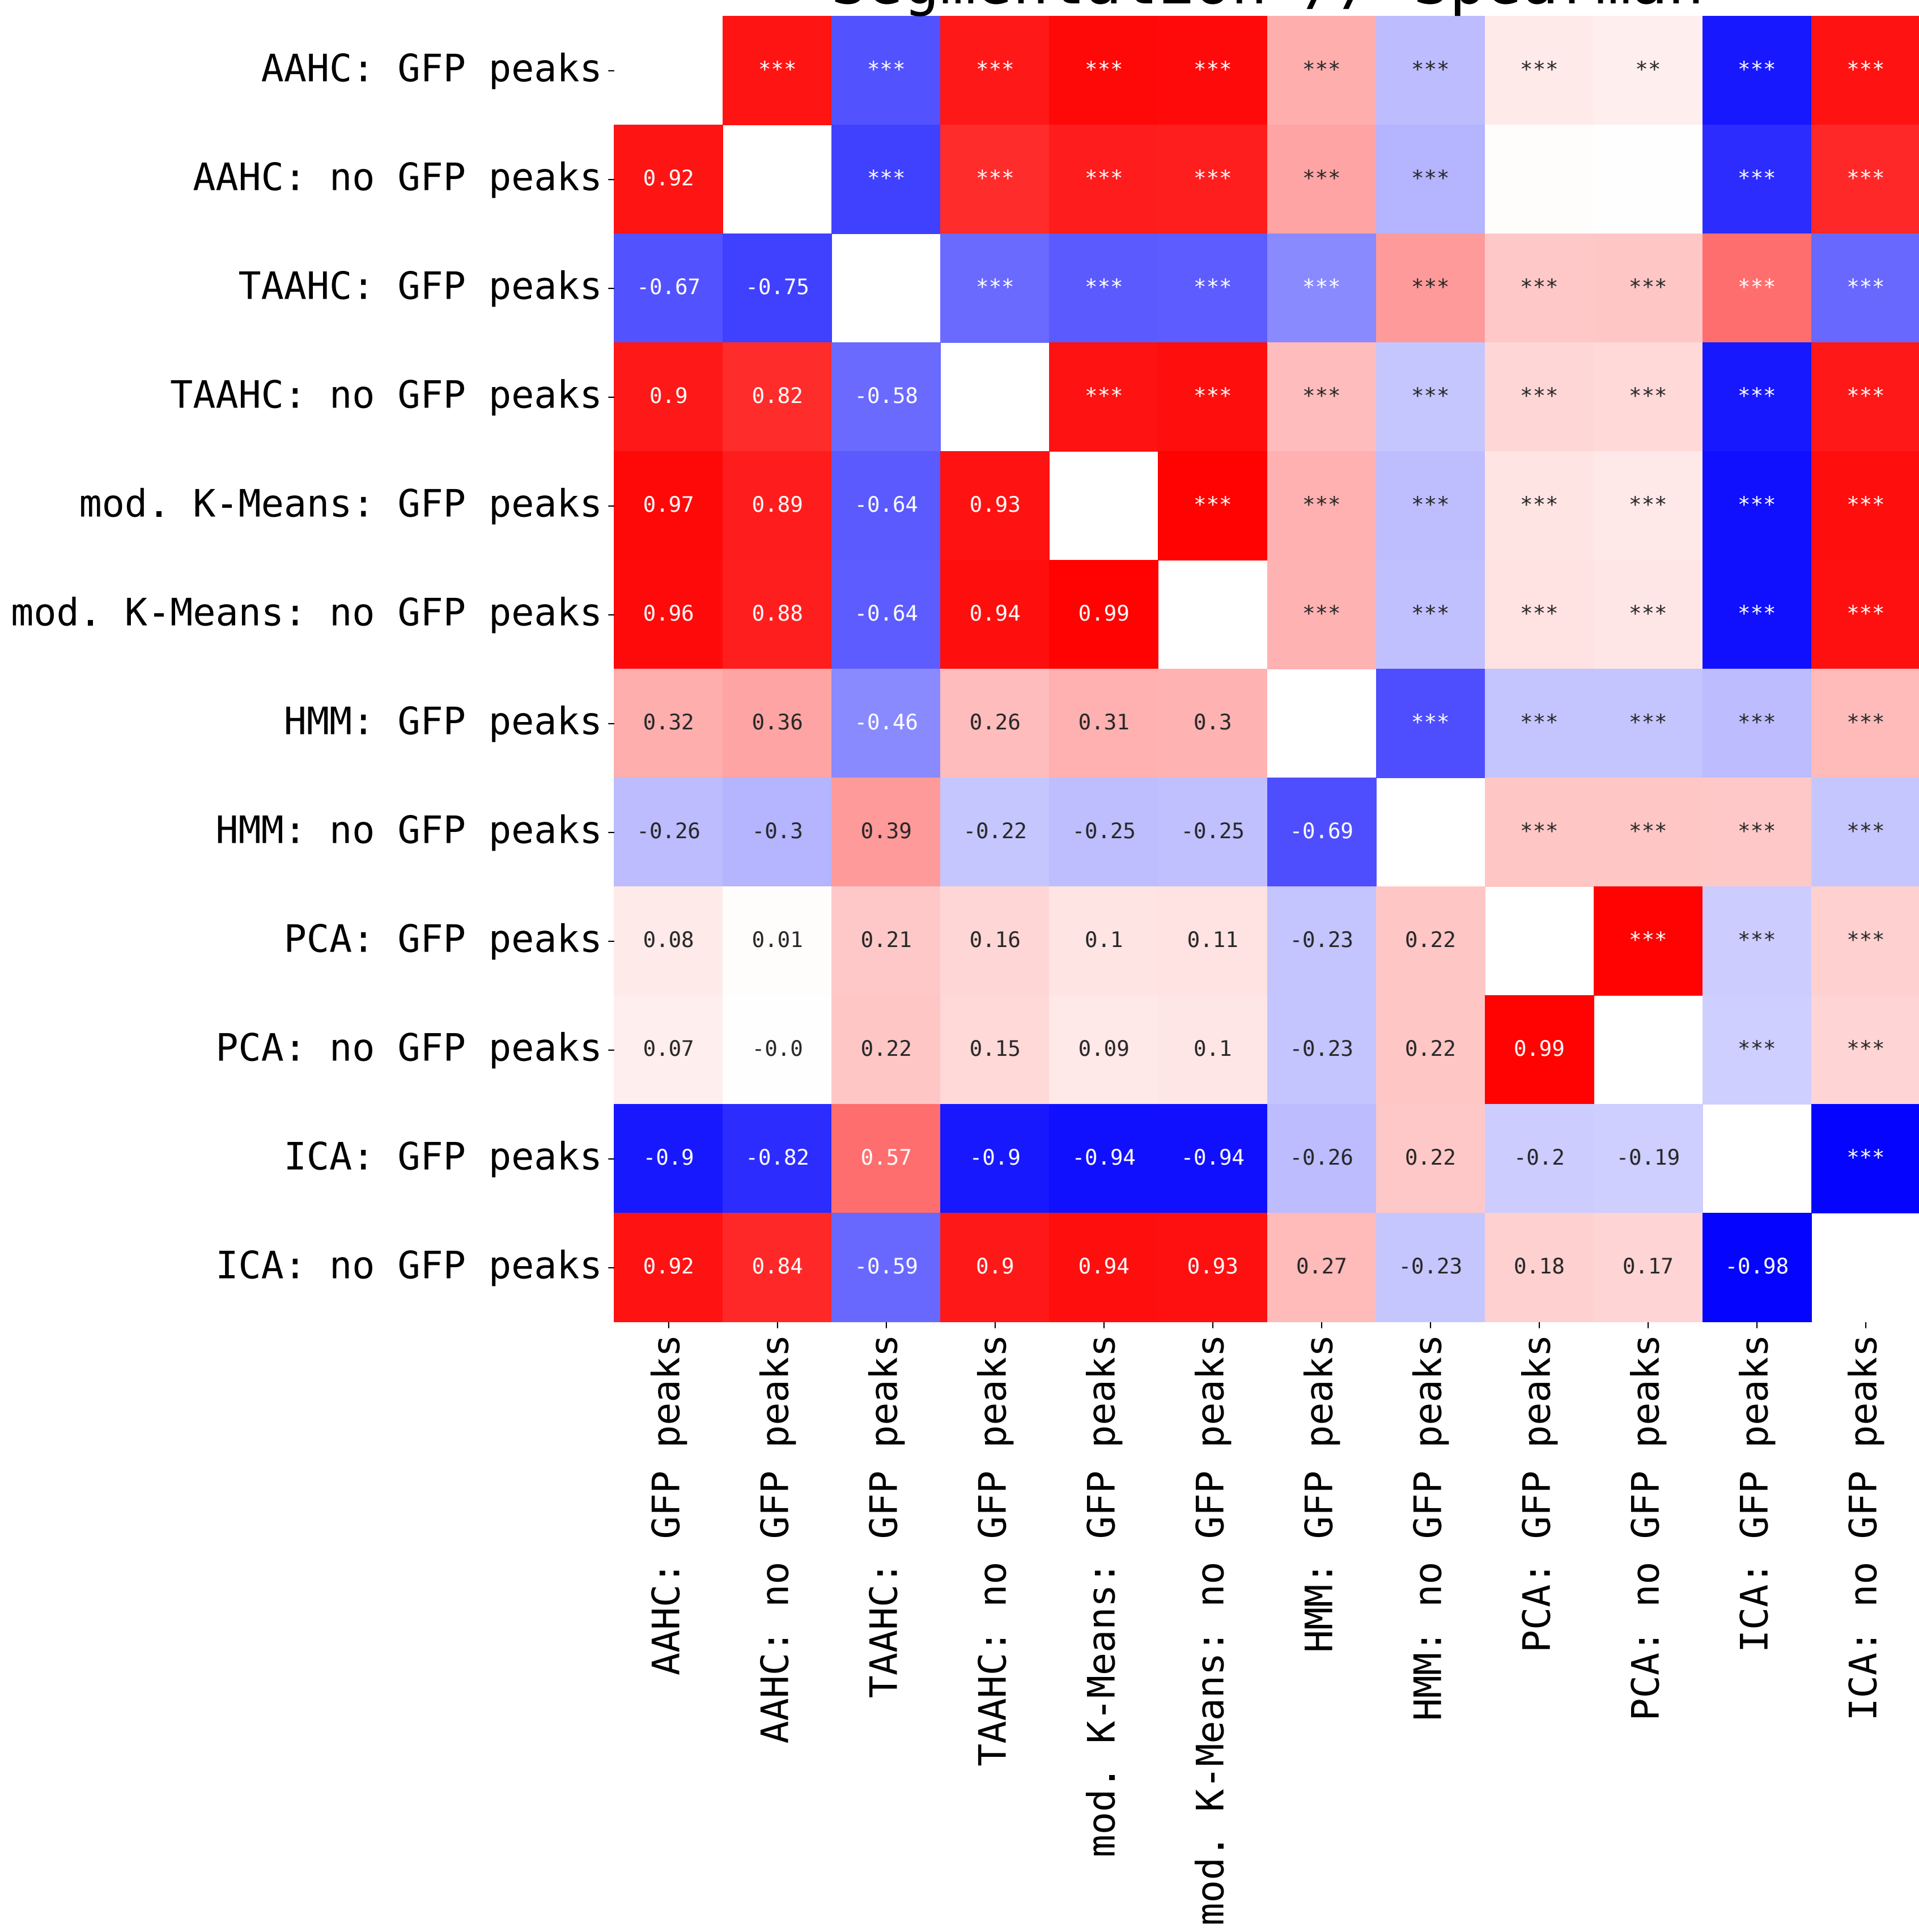 Segmentation // Spearman
AAHC: GFP peaks *** *** *** *** *** *** *** *** ** *** ***
AAHC: no GFP peaks 0.92 *** *** *** *** *** *** *** ***
TAAHC: GFP peaks -0.67 -0.75 *** *** *** *** *** *** *** *** ***
TAAHC: no GFP peaks 0.9 0.82 -0.58 *** *** *** *** *** *** *** ***
mod. K-Means: GFP peaks 0.97 0.89 -0.64 0.93 *** *** *** *** *** *** ***
mod. K-Means: no GFP peaks 0.96 0.88 -0.64 0.94 0.99 *** *** *** *** *** ***
HMM: GFP peaks 0.32 0.36 -0.46 0.26 0.31 0.3 *** *** *** *** ***
HMM: no GFP peaks -0.26 -0.3 0.39 -0.22 -0.25 -0.25 -0.69 *** *** *** ***
PCA: GFP peaks 0.08 0.01 0.21 0.16 0.1 0.11 -0.23 0.22 *** *** ***
PCA: no GFP peaks 0.07 -0.0 0.22 0.15 0.09 0.1 -0.23 0.22 0.99 *** ***
ICA: GFP peaks -0.9 -0.82 0.57 -0.9 -0.94 -0.94 -0.26 0.22 -0.2 -0.19 ***
ICA: no GFP peaks 0.92 0.84 -0.59 0.9 0.94 0.93 0.27 -0.23 0.18 0.17 -0.98
AAHC: GFP peaks
AAHC: no GFP peaks
TAAHC: GFP peaks
TAAHC: no GFP peaks
mod. K-Means: GFP peaks
mod. K-Means: no GFP peaks
HMM: GFP peaks
HMM: no GFP peaks
PCA: GFP peaks
PCA: no GFP peaks
ICA: GFP peaks
ICA: no GFP peaks